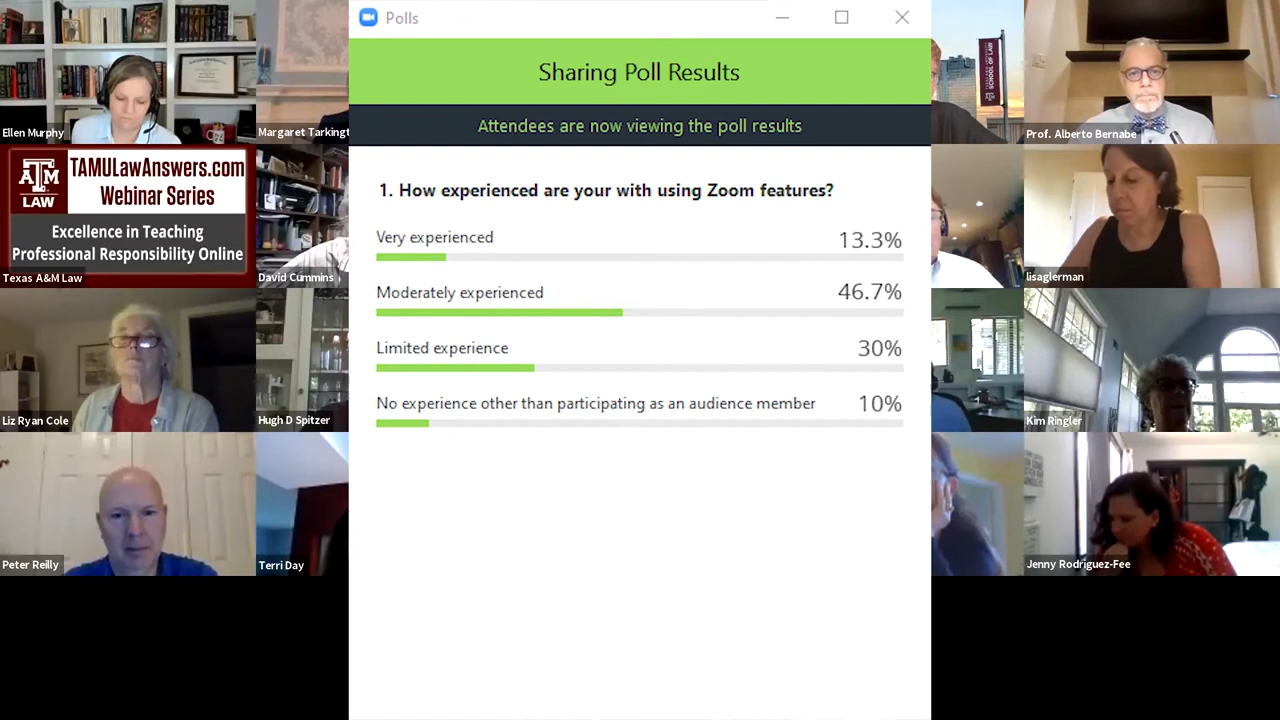 Polls
Sharing Poll Results
Attendees are now viewing the poll results
1. How experienced are your with using Zoom features?
Very experienced
13.3%
Moderately experienced
46.7%
Limited experience
30%
No experience other than participating as an audience member
10%
Ellen Murphy
Margaret Tarkingt
SCHOOL OF LAW
Prof. Alberto Bernabe
ATM
LAW
TAMULawAnswers.com
Webinar Series
Excellence in Teaching
Professional Responsibility Online
Texas A&M Law
David Cummins
lisaglerman
Liz Ryan Cole
Hugh D Spitzer
Kim Ringler
Peter Reilly
Terri Day
Jenny Rodriguez-Fee